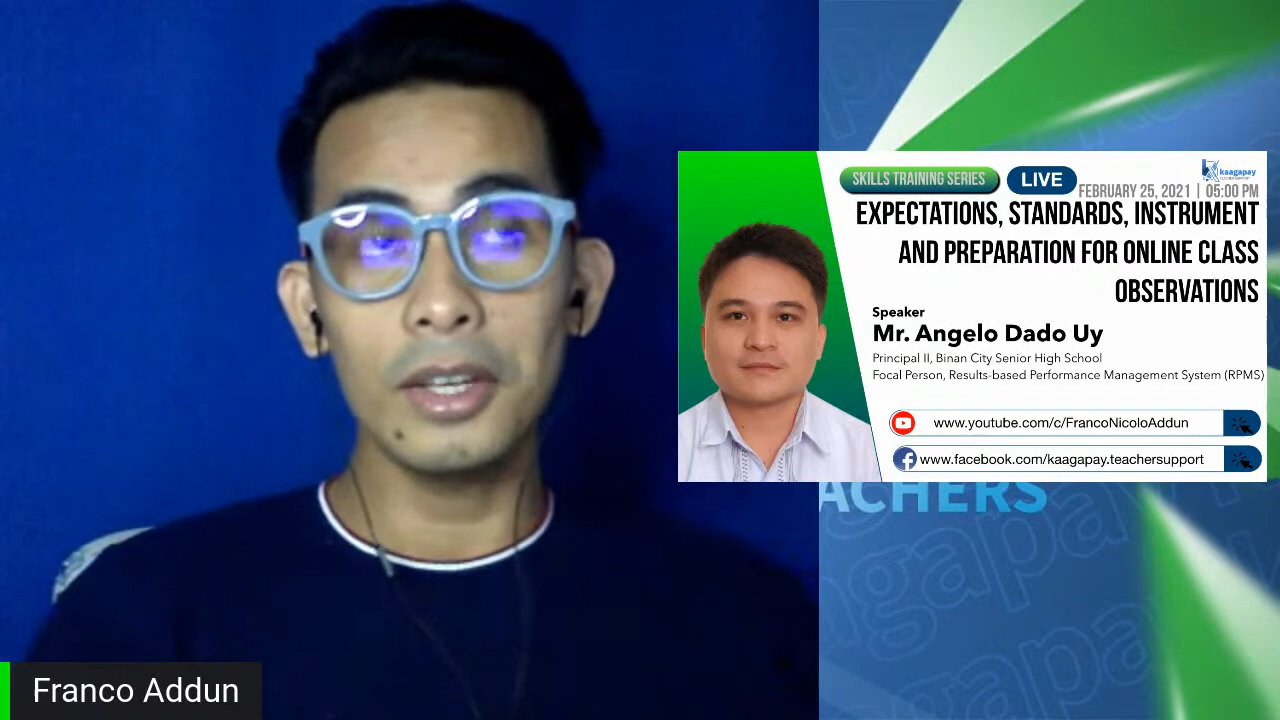 SKILLS TRAINING SERIES
LIVE
kaagapay
FEBRUARY 25, 2021 | 05:00 PM
EXPECTATIONS, STANDARDS, INSTRUMENT
AND PREPARATION FOR ONLINE CLASS
OBSERVATIONS
Speaker
Mr. Angelo Dado Uy
Principal II, Binan City Senior High School
Focal Person, Results-based Performance Management System (RPMS)
www.youtube.com/c/FrancoNicoloAddun
www.facebook.com/kaagapay.teachersupport
ACHERS
Franco Addun